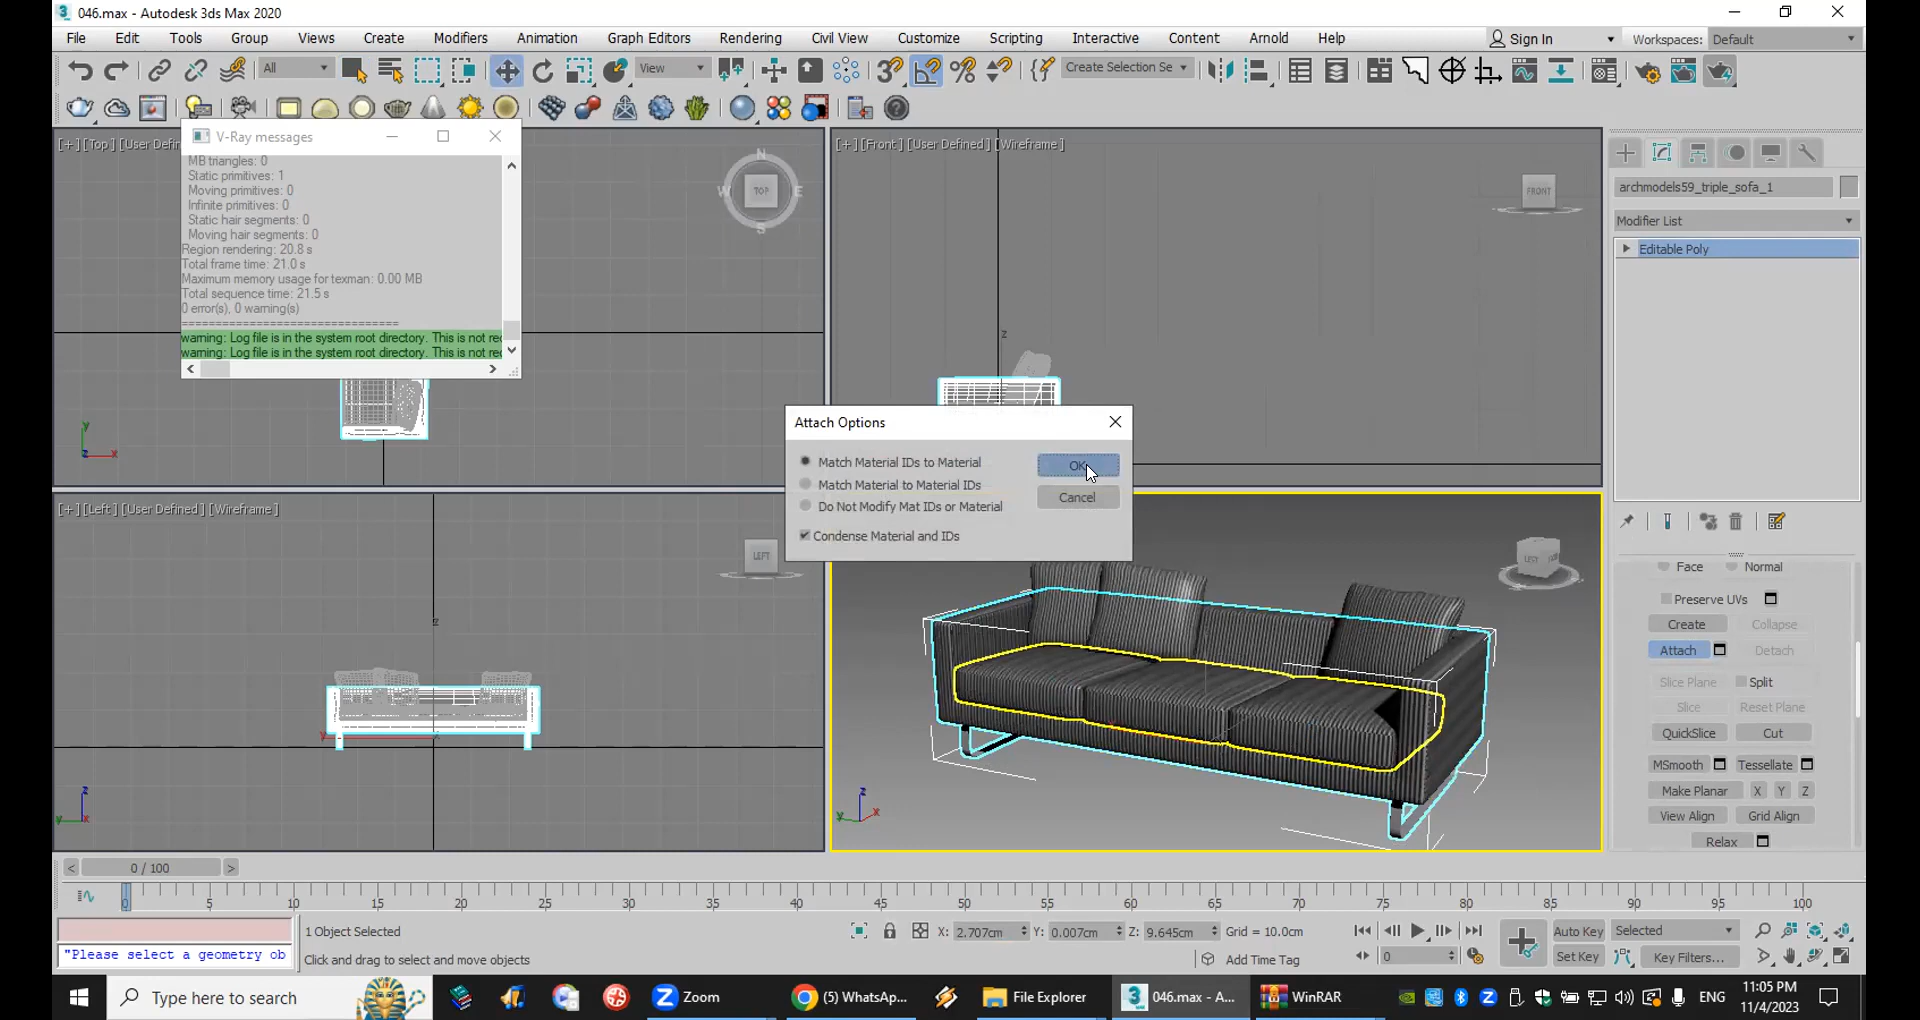 046.max - Autodesk 3ds Max 2020
File Edit Tools Group Views Create Modifiers Animation Graph Editors Rendering Civil View Customize Scripting Interactive Content Arnold Help Sign In Workspaces: Default
All View Create Selection Se
[+] [Top] [User Defin
V-Ray messages
MB triangles: 0
Static primitives: 1
Moving primitives: 0
Infinite primitives: 0
Static hair segments: 0
Moving hair segments: 0
Region rendering: 20.8 s
Total frame time: 21.0 s
Maximum memory usage for texman: 0.00 MB
Total sequence time: 21.5 s
0 error(s), 0 warning(s)
===============================
warning: Log file is in the system root directory. This is not re
warning: Log file is in the system root directory. This is not re
N
W TOP E
S
y
z x
[+] [Front] [User Defined] [Wireframe]
FRONT
z
[+] [Left] [User Defined] [Wireframe]
LEFT
z
y x
z
y x
Attach Options
Match Material IDs to Material
Match Material to Material IDs
Do Not Modify Mat IDs or Material
Condense Material and IDs
OK
Cancel
z
y x
archmodels59_triple_sofa_1
Modifier List
Editable Poly
Face Normal
Preserve UVs
Create Collapse
Attach Detach
Slice Plane Split
Slice Reset Plane
QuickSlice Cut
MSmooth Tessellate
Make Planar X Y Z
View Align Grid Align
Relax
< 0 / 100 >
0 5 10 15 20 25 30 35 40 45 50 55 60 65 70 75 80 85 90 95 100
1 Object Selected X: 2.707cm Y: 0.007cm Z: 9.645cm Grid = 10.0cm Auto Key Selected
"Please select a geometry ob Click and drag to select and move objects Add Time Tag 0 Set Key Key Filters...
Type here to search Zoom (5) WhatsAp... File Explorer 046.max - A... WinRAR ENG
11:05 PM
11/4/2023